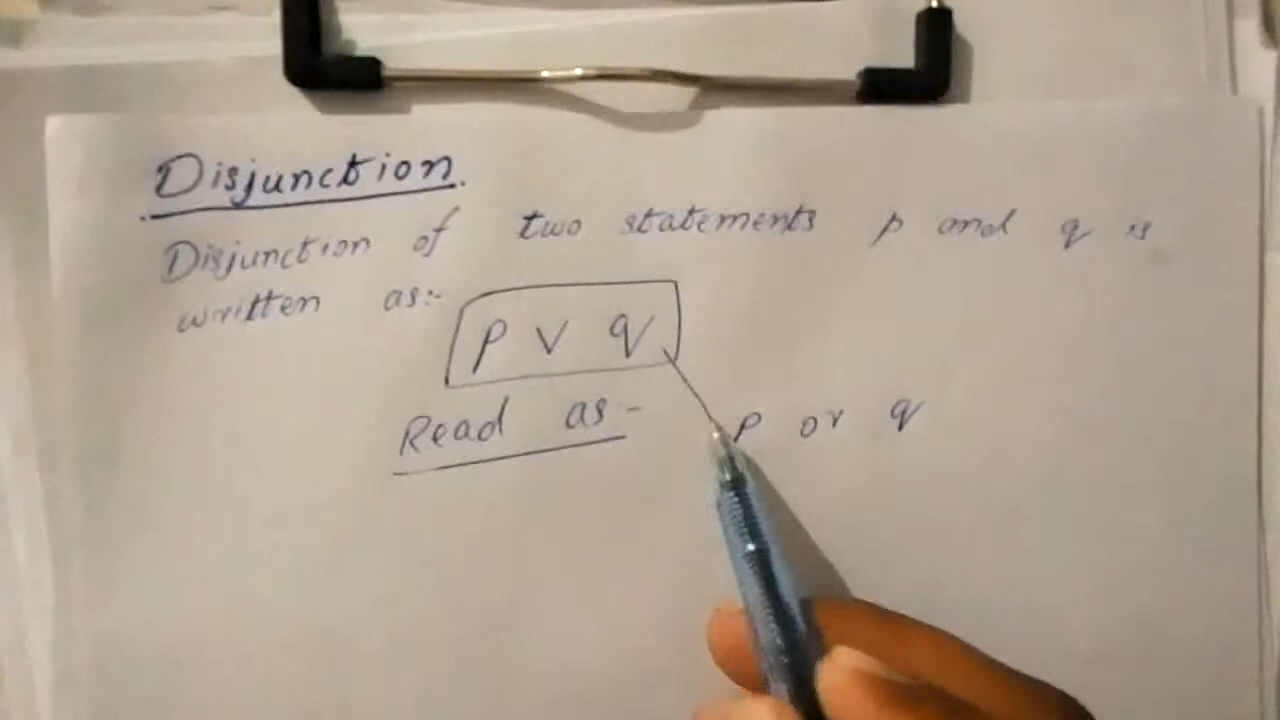 Disjunction.
Disjunction of two statements p and q is
written as:-
p v q
Read as- p or q